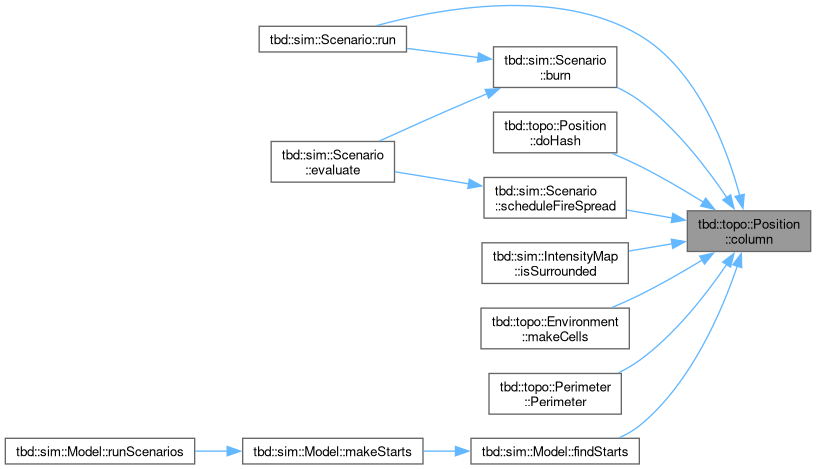 tbd::sim::Scenario::run
tbd::sim::Scenario
::burn
tbd::topo::Position
::doHash
tbd::sim::Scenario
::evaluate
tbd::sim::Scenario
::scheduleFireSpread
tbd::topo::Position
::column
tbd::sim::IntensityMap
::isSurrounded
tbd::topo::Environment
::makeCells
tbd::topo::Perimeter
::Perimeter
tbd::sim::Model::runScenarios
tbd::sim::Model::makeStarts
tbd::sim::Model::findStarts